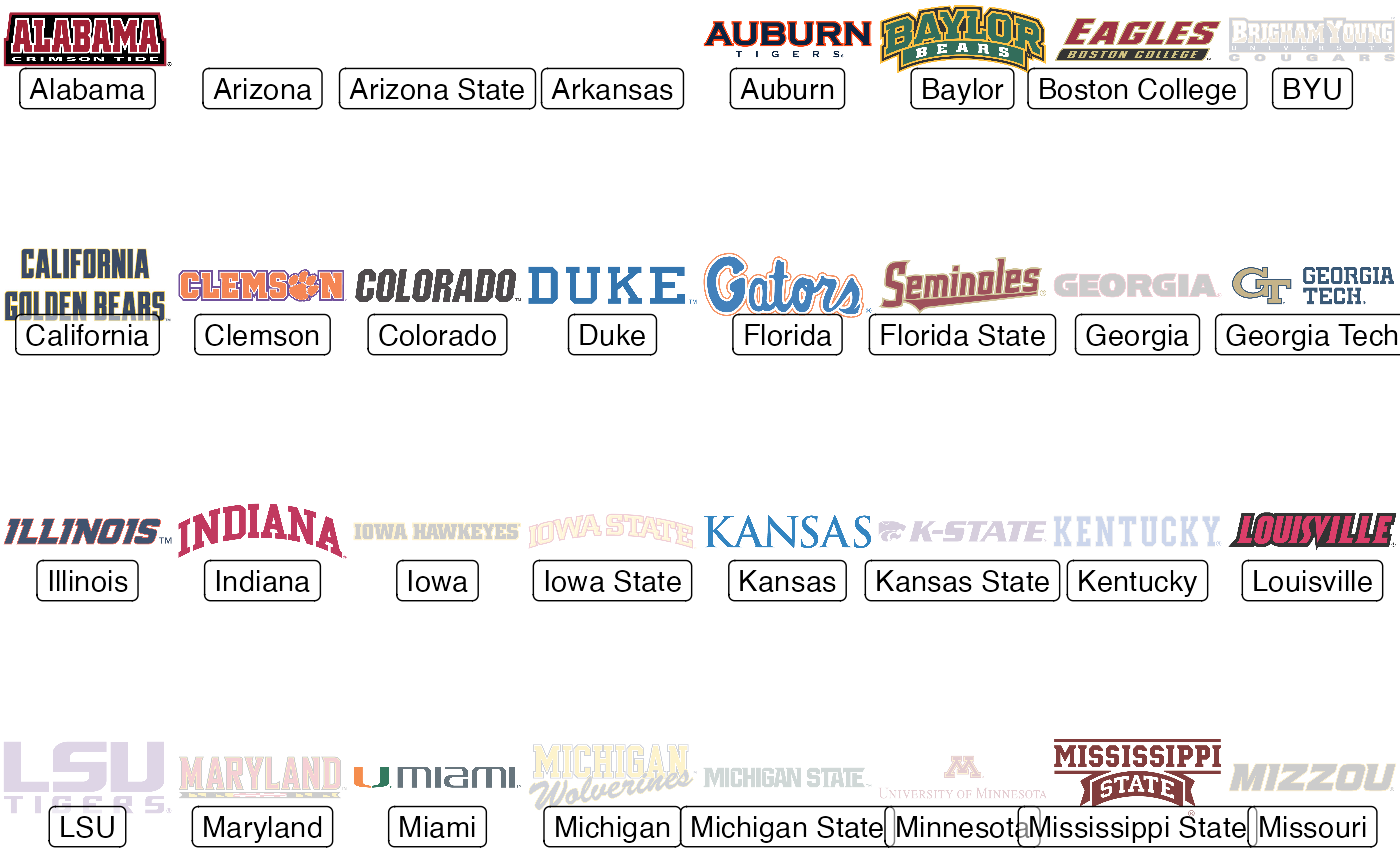 ALABAMA
CRIMSON TIDE
AUBURN
TIGERS
BAYLOR
BEARS
EAGLES
BOSTON COLLEGE
BRIGHAM YOUNG
UNIVERSITY
COUGARS
Alabama
Arizona
Arizona State
Arkansas
Auburn
Baylor
Boston College
BYU
CALIFORNIA
GOLDEN BEARS
CLEMSON
COLORADO
DUKE
Gators
Seminoles
GEORGIA
GT
GEORGIA
TECH
California
Clemson
Colorado
Duke
Florida
Florida State
Georgia
Georgia Tech
ILLINOIS
INDIANA
IOWA HAWKEYES
IOWA STATE
KANSAS
K-STATE
KENTUCKY
LOUISVILLE
Illinois
Indiana
Iowa
Iowa State
Kansas
Kansas State
Kentucky
Louisville
LSU
TIGERS
MARYLAND
MIAMI
MICHIGAN
Wolverines
MICHIGAN STATE
M
UNIVERSITY OF MINNESOTA
MISSISSIPPI
STATE
MIZZOU
LSU
Maryland
Miami
Michigan
Michigan State
Minnesota
Mississippi State
Missouri